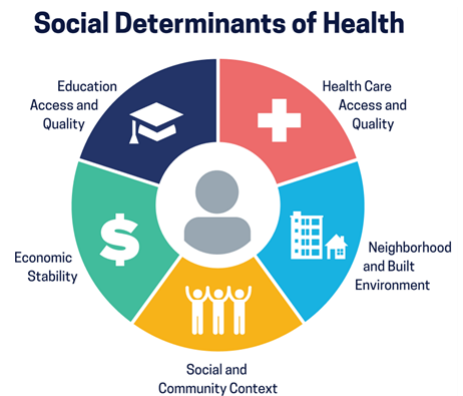 Social Determinants of Health
Education
Access and
Quality
Health Care
Access and
Quality
Economic
Stability
$
Neighborhood
and Built
Environment
Social and
Community Context